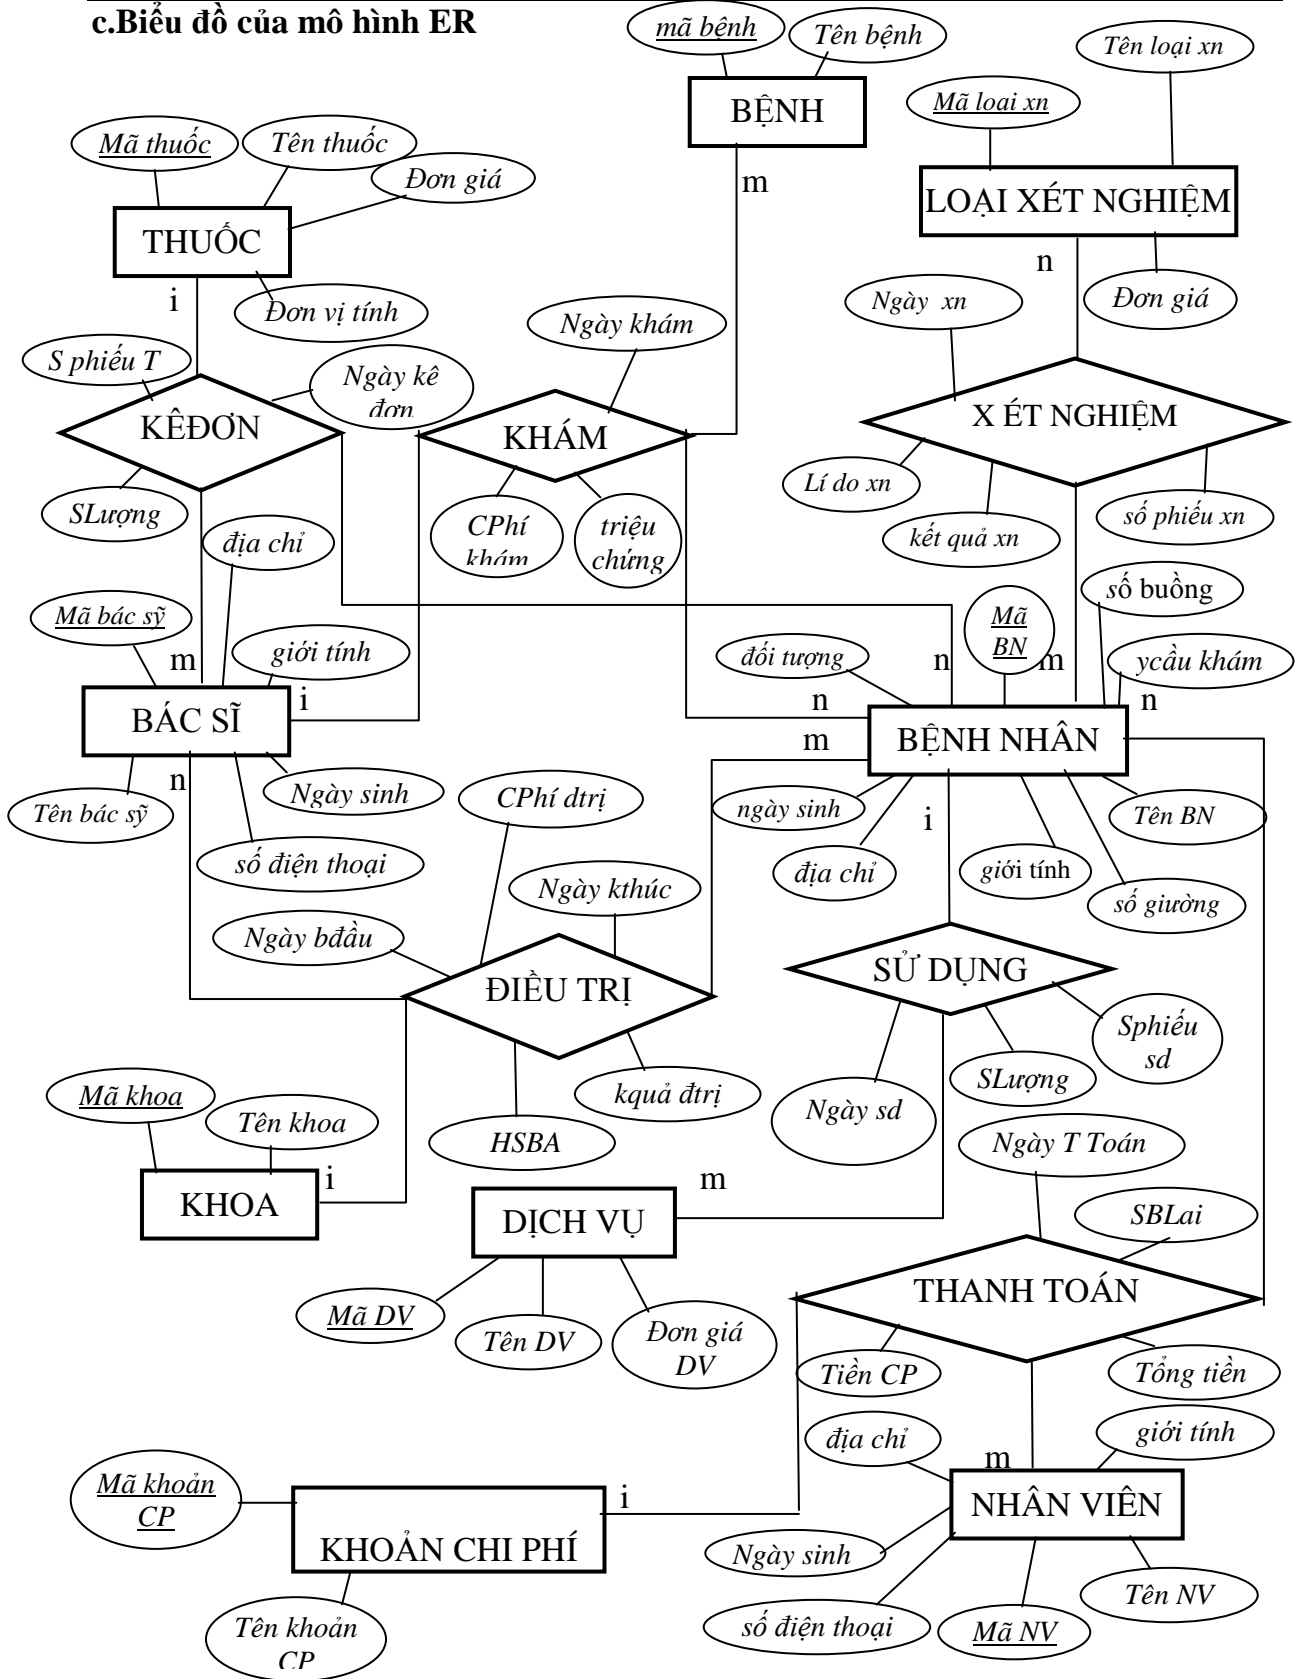 c.Biểu đồ của mô hình ER
mã bệnh
Tên bệnh
Tên loại xn
Mã loai xn
BỆNH
Mã thuốc
Tên thuốc
Đơn giá
m
LOẠI XÉT NGHIỆM
THUỐC
n
i
Đơn vị tính
Ngày khám
Ngày xn
Đơn giá
S phiếu T
Ngày kê
đơn
KÊĐƠN
KHÁM
X ÉT NGHIỆM
Lí do xn
SLượng
CPhí
khám
triệu
chứng
kết quả xn
số phiếu xn
địa chỉ
số buồng
Mã bác sỹ
Mã
BN
giới tính
m
đối tượng
n
m
ycầu khám
i
n
n
BÁC SĨ
m
BỆNH NHÂN
n
Ngày sinh
CPhí dtrị
ngày sinh
i
Tên BN
Tên bác sỹ
số điện thoại
Ngày kthúc
địa chỉ
giới tính
số giường
Ngày bđầu
ĐIỀU TRỊ
SỬ DỤNG
Sphiếu
sd
Mã khoa
Tên khoa
kquả đtrị
SLượng
Ngày sd
HSBA
Ngày T Toán
i
m
KHOA
DỊCH VỤ
SBLai
THANH TOÁN
Mã DV
Tên DV
Đơn giá
DV
Tiền CP
Tổng tiền
địa chỉ
giới tính
m
Mã khoản
CP
i
NHÂN VIÊN
KHOẢN CHI PHÍ
Ngày sinh
Tên NV
Tên khoản
CP
số điện thoại
Mã NV